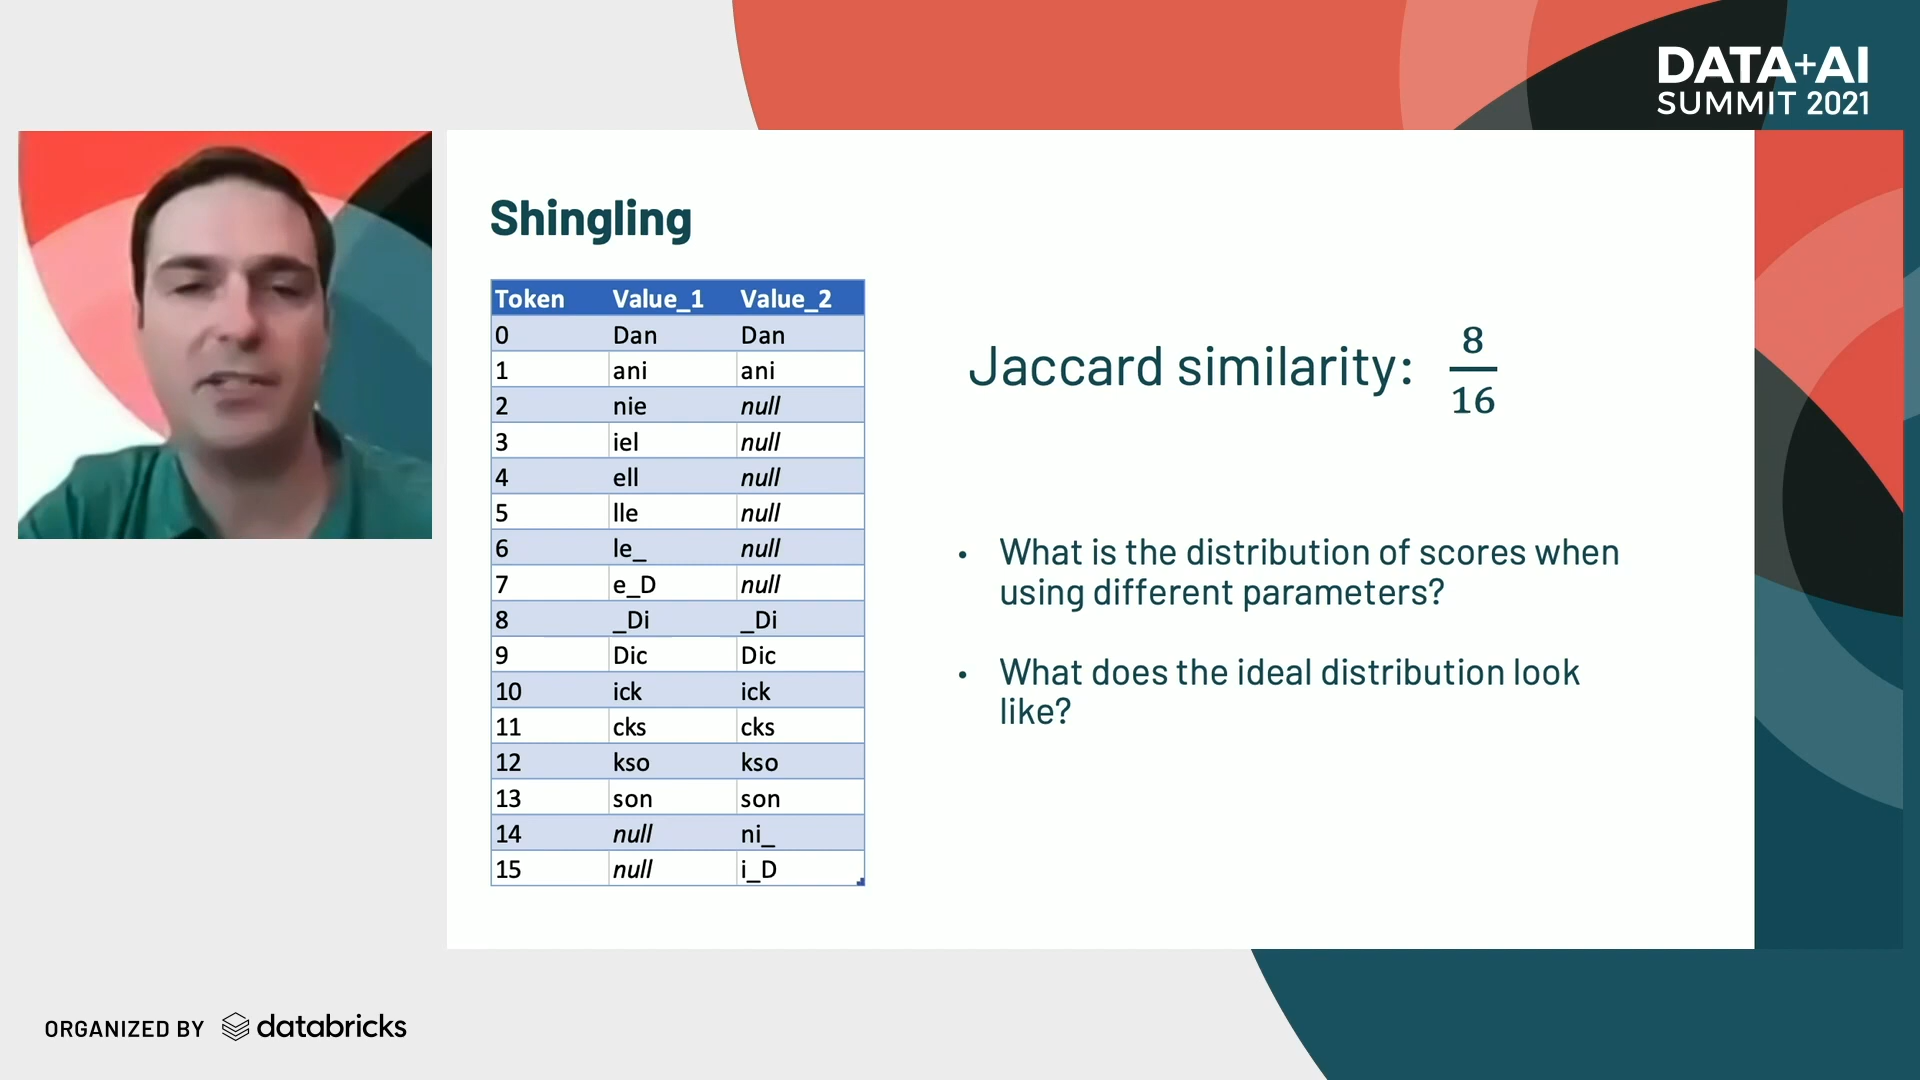 DATA+AI
SUMMIT 2021
Shingling
Token Value_1 Value_2
0 Dan Dan
1 ani ani
2 nie null
3 iel null
4 ell null
5 lle null
6 le_ null
7 e_D null
8 _Di _Di
9 Dic Dic
10 ick ick
11 cks cks
12 kso kso
13 son son
14 null ni_
15 null i_D
Jaccard similarity: 8/16
• What is the distribution of scores when
using different parameters?
• What does the ideal distribution look
like?
ORGANIZED BY databricks